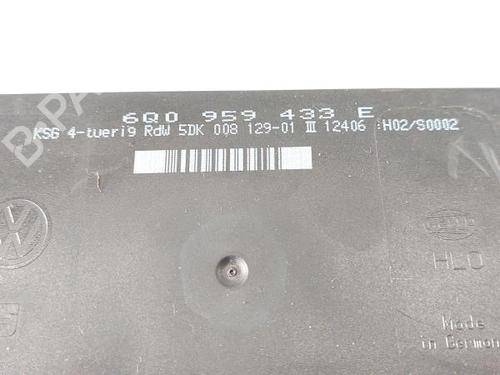 6Q0 959 433 E
KSG 4-tuerig RdW 5DK 008 129-01 III 12406 :H02/S0002
HLO
Made
in Germany